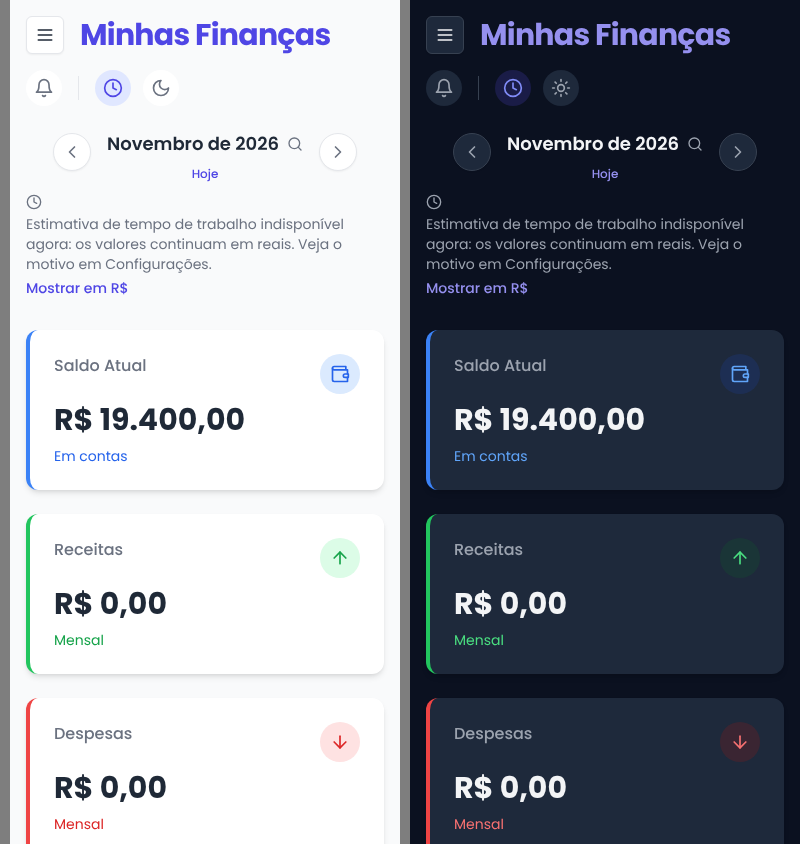 Minhas Finanças
Novembro de 2026
Hoje
Estimativa de tempo de trabalho indisponível
agora: os valores continuam em reais. Veja o
motivo em Configurações.
Mostrar em R$
Saldo Atual
R$ 19.400,00
Em contas
Receitas
R$ 0,00
Mensal
Despesas
R$ 0,00
Mensal
Minhas Finanças
Novembro de 2026
Hoje
Estimativa de tempo de trabalho indisponível
agora: os valores continuam em reais. Veja o
motivo em Configurações.
Mostrar em R$
Saldo Atual
R$ 19.400,00
Em contas
Receitas
R$ 0,00
Mensal
Despesas
R$ 0,00
Mensal